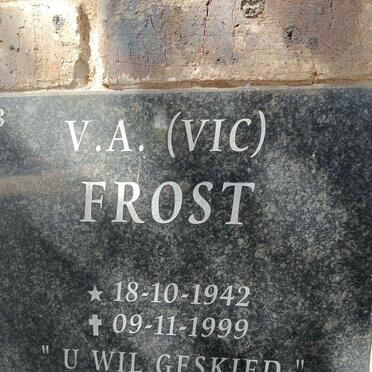 V.A. (VIC)
FROST
★ 18-10-1942
✝ 09-11-1999
" U WIL GESKIED "